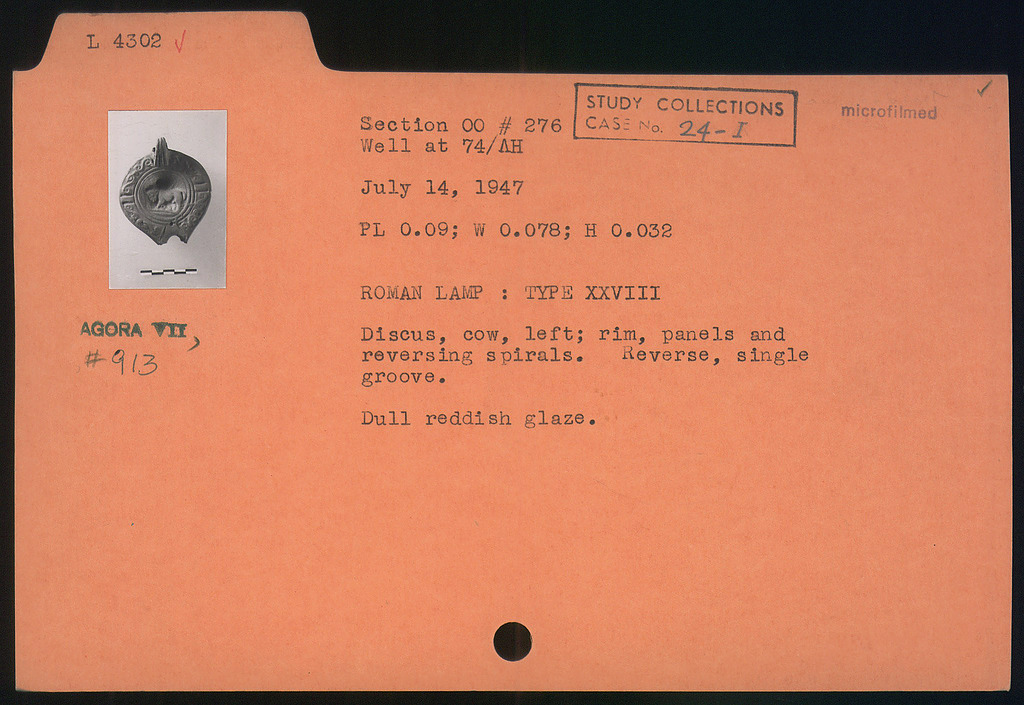 L 4302 ✓
STUDY COLLECTIONS
CASE No. 24-I
microfilmed
Section OO # 276
Well at 74/ΛH
July 14, 1947
PL 0.09; W 0.078; H 0.032
ROMAN LAMP : TYPE XXVIII
Discus, cow, left; rim, panels and
reversing spirals. Reverse, single
groove.
Dull reddish glaze.
AGORA VII,
#913